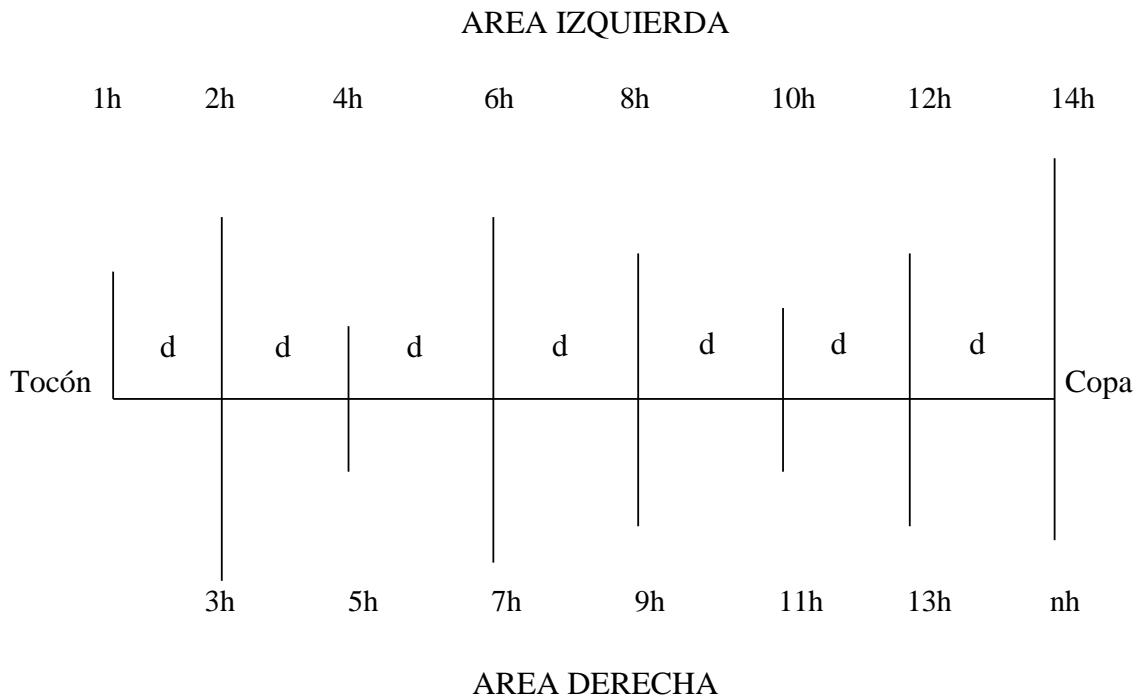 AREA IZQUIERDA
1h 2h 4h 6h 8h 10h 12h 14h
d d d d d d d
Tocón Copa
3h 5h 7h 9h 11h 13h nh
AREA DERECHA